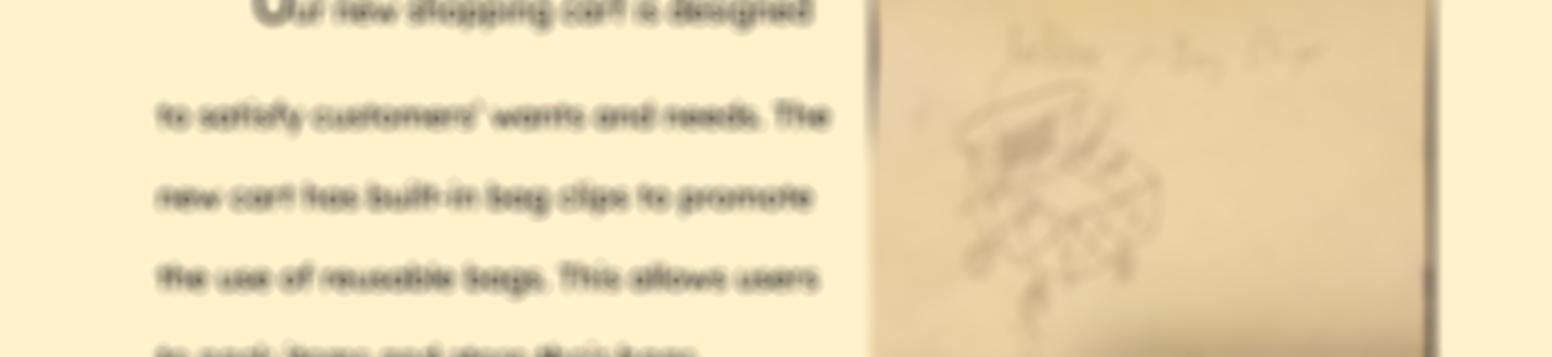 Our new shopping cart is designed
to satisfy customers' wants and needs. The
new cart has built-in bag clips to promote
the use of reusable bags. This allows users